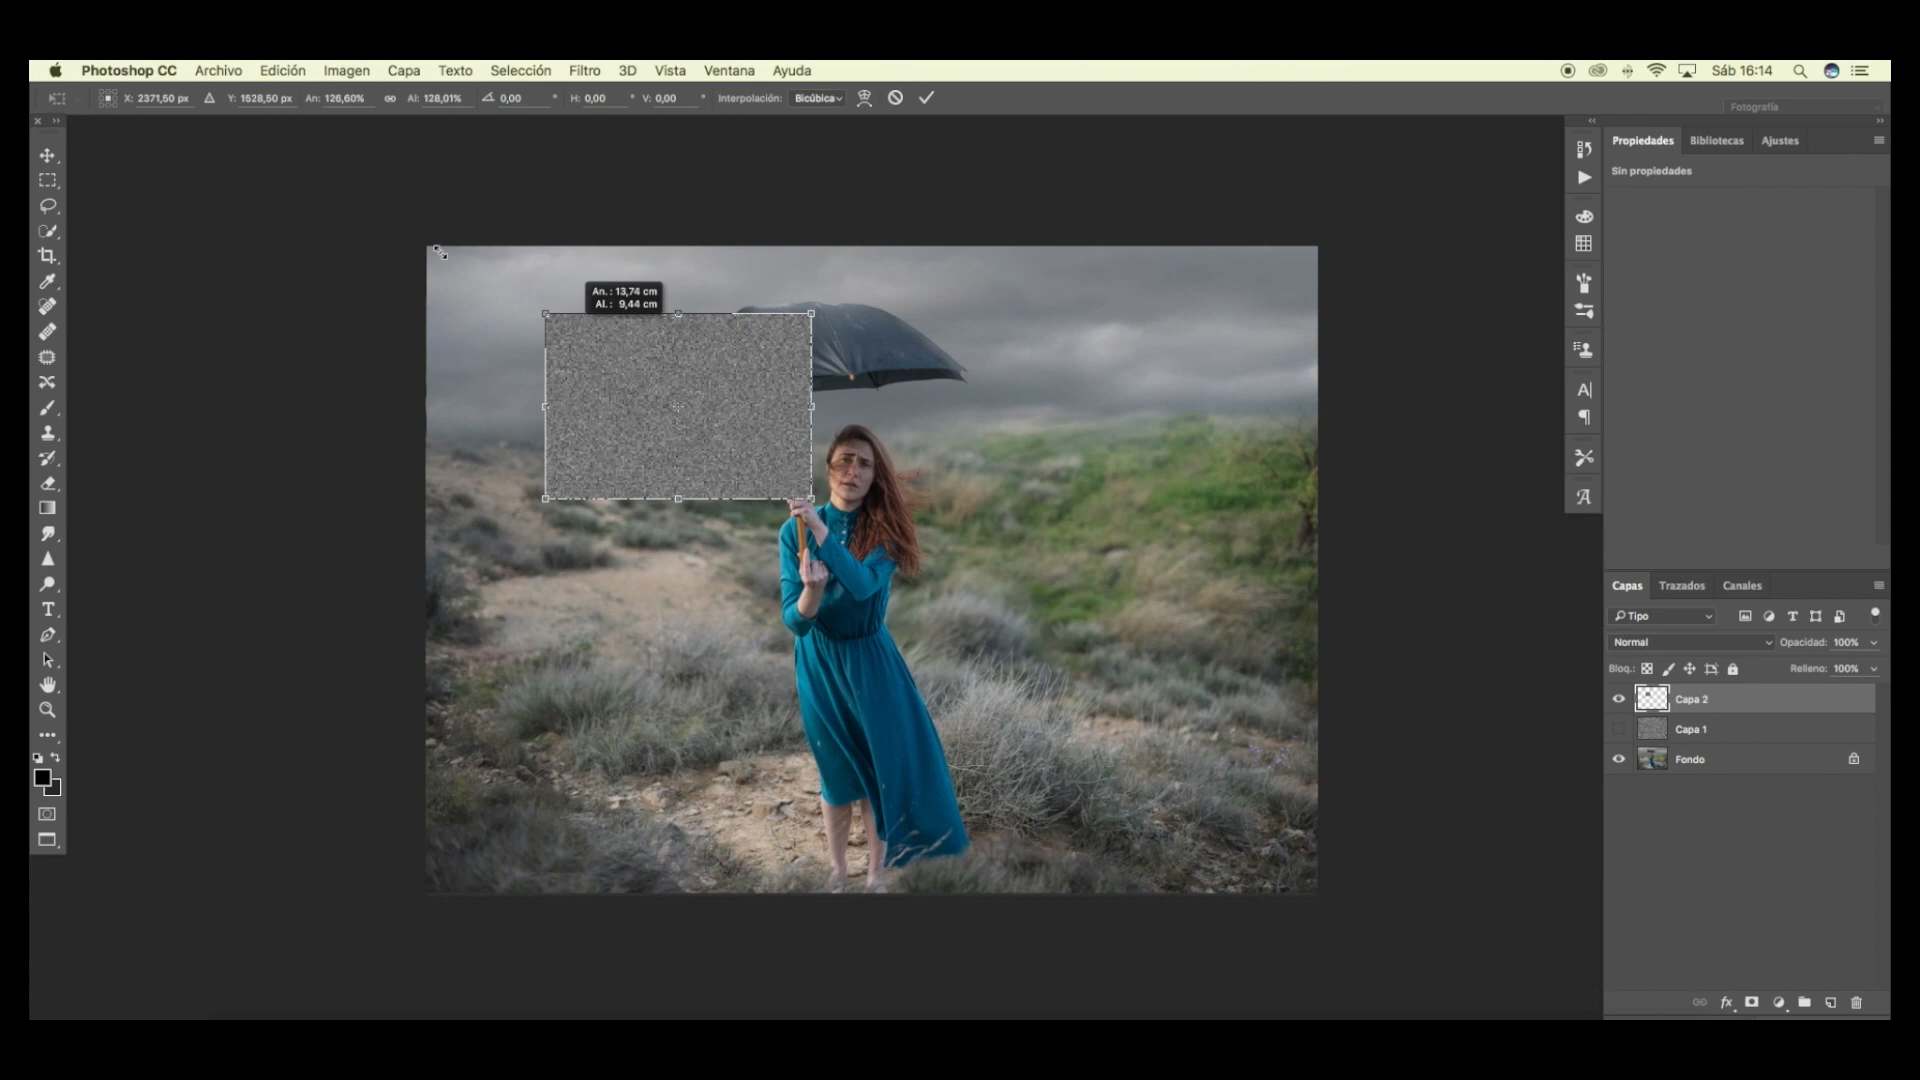 Photoshop CC Archivo Edición Imagen Capa Texto Selección Filtro 3D Vista Ventana Ayuda Sáb 16:14
X: 2371,50 px Y: 1528,50 px An: 126,60% Al: 128,01% 0,00 ° H: 0,00 ° V: 0,00 ° Interpolación: Bicúbica
Fotografía
Propiedades Bibliotecas Ajustes
Sin propiedades
An.: 13,74 cm
Al.: 9,44 cm
Capas Trazados Canales
Tipo
Normal Opacidad: 100%
Bloq.: Relleno: 100%
Capa 2
Capa 1
Fondo